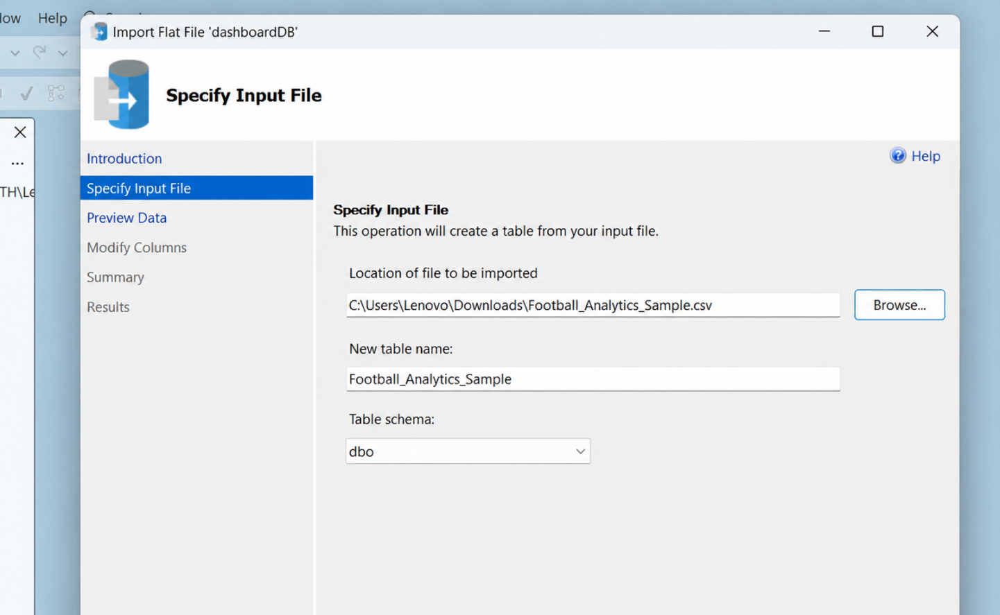 Help
Import Flat File 'dashboardDB'
Specify Input File
Introduction
Specify Input File
Preview Data
Modify Columns
Summary
Results
Help
Specify Input File
This operation will create a table from your input file.
Location of file to be imported
C:\Users\Lenovo\Downloads\Football_Analytics_Sample.csv
Browse...
New table name:
Football_Analytics_Sample
Table schema:
dbo
TH\Le